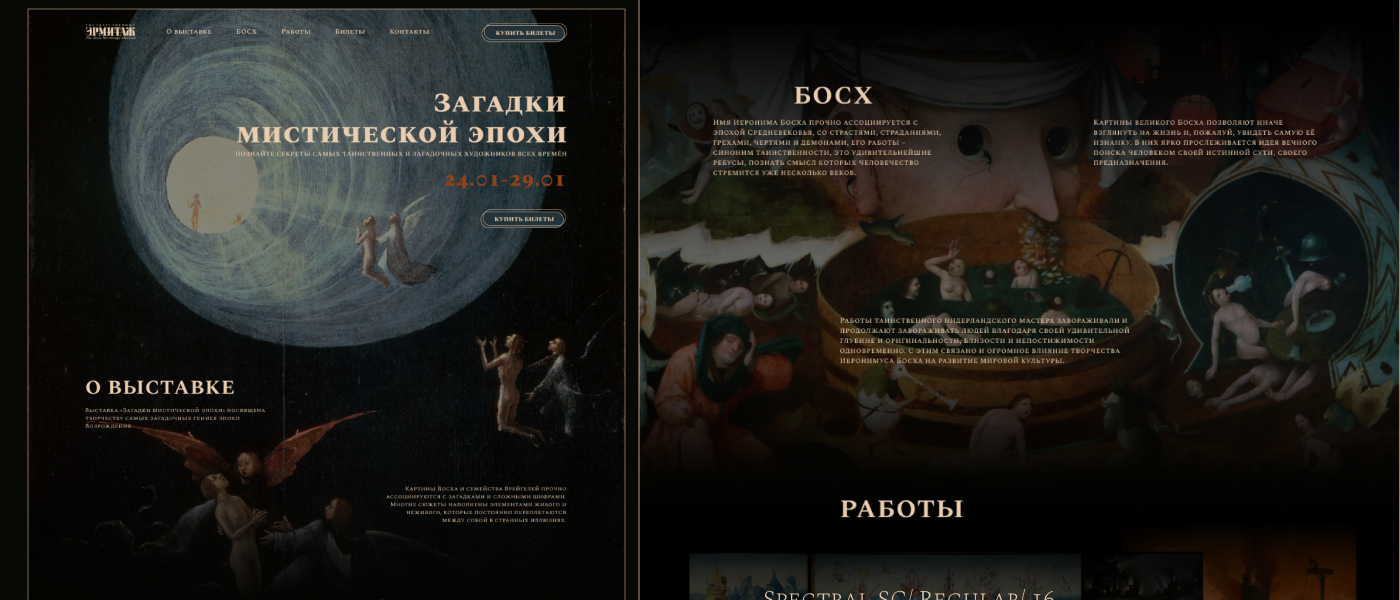 ЭРМИТАЖ
О выставке
БОСХ
Работы
Билеты
Контакты
КУПИТЬ БИЛЕТЫ
Загадки
мистической эпохи
познайте секреты самых таинственных и загадочных художников всех времён
24.01-29.01
КУПИТЬ БИЛЕТЫ
О выставке
Выставка «Загадки мистической эпохи» посвящена
творчеству самых загадочных гениев эпохи
Возрождения.
Картины Босха и семейства Брейгелей прочно
ассоциируются с загадками и сложными шифрами.
Многие сюжеты наполнены элементами живого и
неживого, которые постоянно переплетаются
между собой в странных иллюзиях.
БОСХ
Имя Иеронима Босха прочно ассоциируется с
эпохой Средневековья, со страстями, страданиями,
грехами, чертями и демонами. Его работы –
синоним таинственности, это удивительнейшие
ребусы, познать смысл которых человечество
стремится уже несколько веков.
Картины великого Босха позволяют иначе
взглянуть на жизнь и, пожалуй, увидеть самую её
изнанку. В них ярко прослеживается идея вечного
поиска человеком своей истинной сути, своего
предназначения.
Работы таинственного нидерландского мастера завораживали и
продолжают завораживать людей благодаря своей удивительной
глубине и оригинальности, близости и непостижимости
одновременно. С этим связано и огромное влияние творчества
Иеронимуса Босха на развитие мировой культуры.
РАБОТЫ
Spectral SC/ Regular/ 16